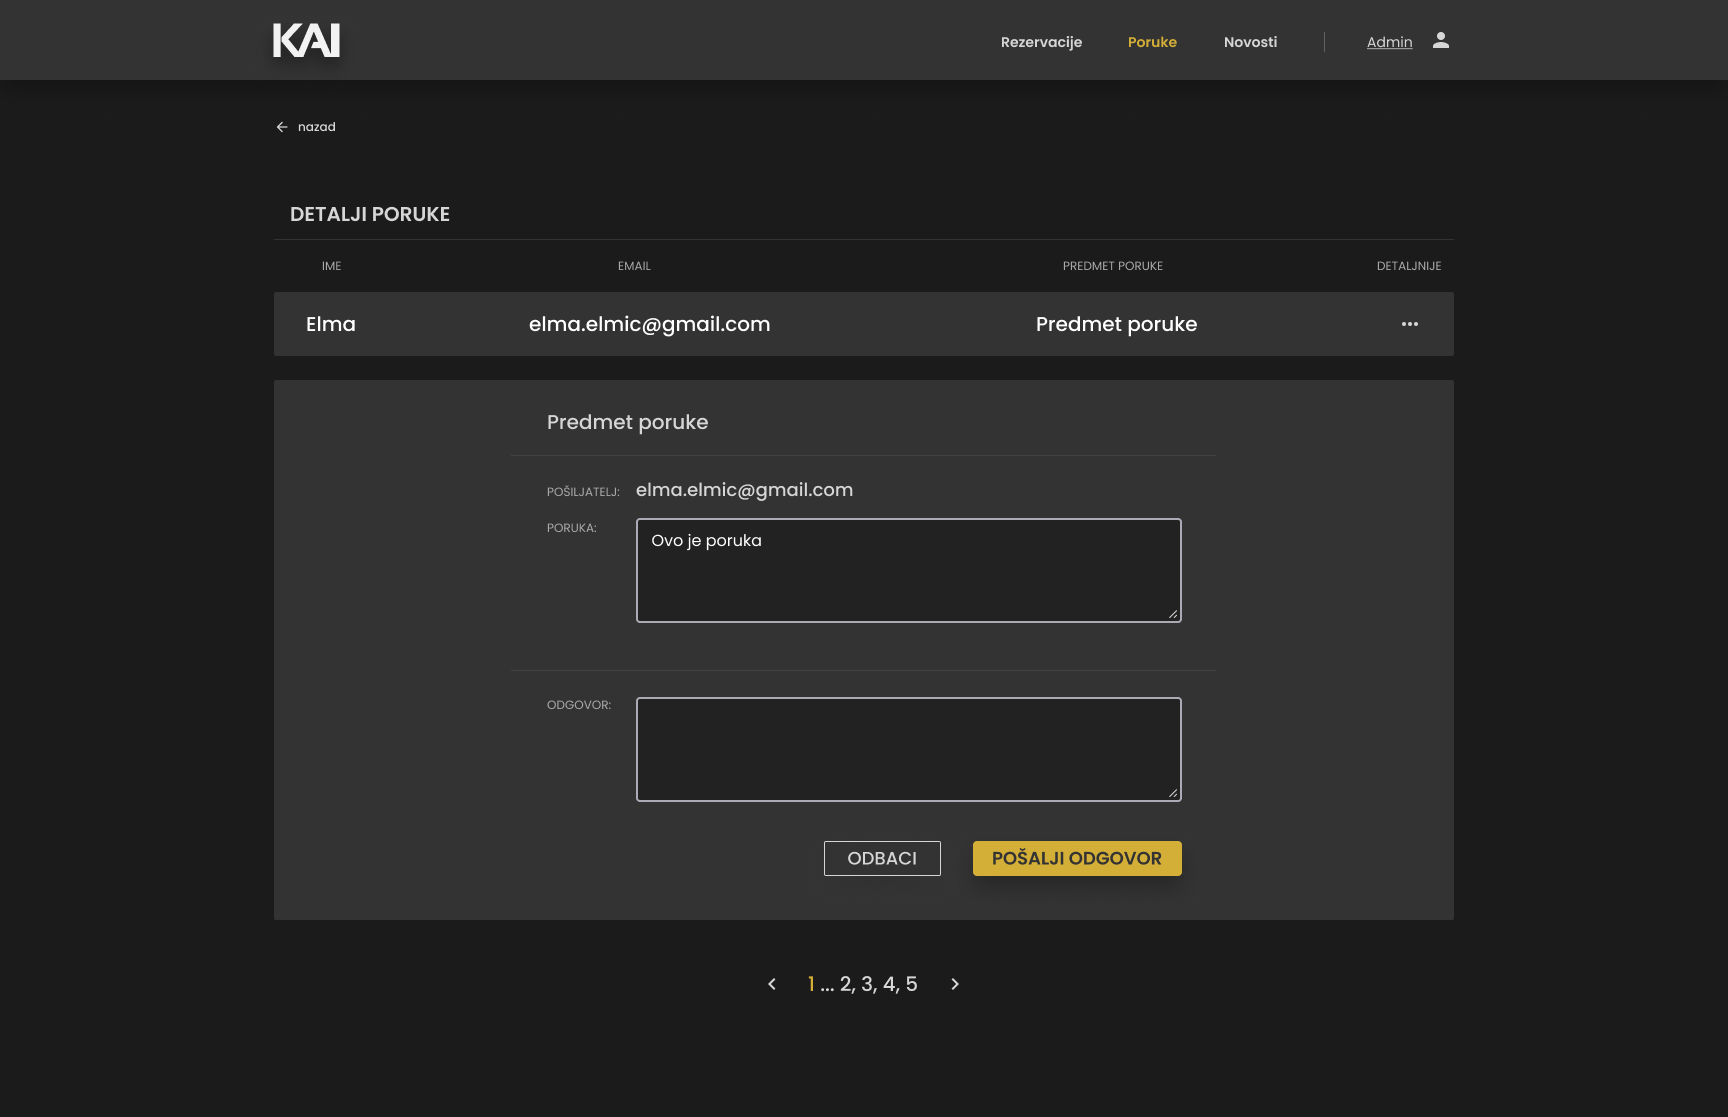 KAI
Rezervacije Poruke Novosti Admin
nazad
DETALJI PORUKE
IME EMAIL PREDMET PORUKE DETALJNIJE
Elma elma.elmic@gmail.com Predmet poruke ...
Predmet poruke
POŠILJATELJ: elma.elmic@gmail.com
PORUKA: Ovo je poruka
ODGOVOR:
ODBACI POŠALJI ODGOVOR
1 ... 2, 3, 4, 5